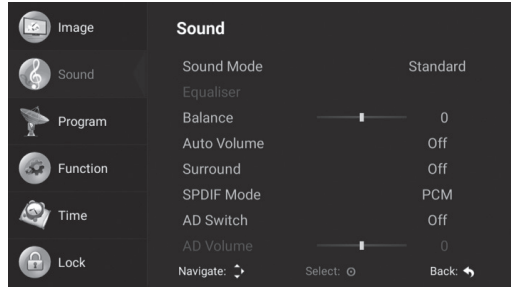 Image
Sound
Program
Function
Time
Lock
Sound
Sound Mode Standard
Equaliser
Balance 0
Auto Volume Off
Surround Off
SPDIF Mode PCM
AD Switch Off
AD Volume 0
Navigate: Select: Back: